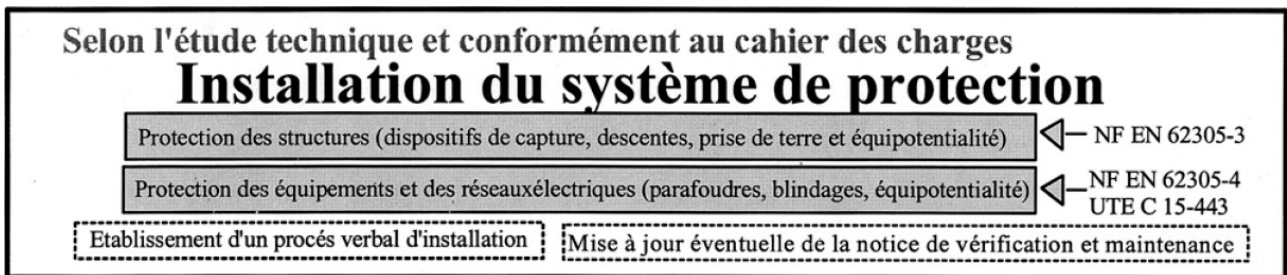 Selon l'étude technique et conformément au cahier des charges
Installation du système de protection
Protection des structures (dispositifs de capture, descentes, prise de terre et équipotentialité)
NF EN 62305-3
Protection des équipements et des réseauxélectriques (parafoudres, blindages, équipotentialité)
NF EN 62305-4
UTE C 15-443
Etablissement d'un procés verbal d'installation
Mise à jour éventuelle de la notice de vérification et maintenance